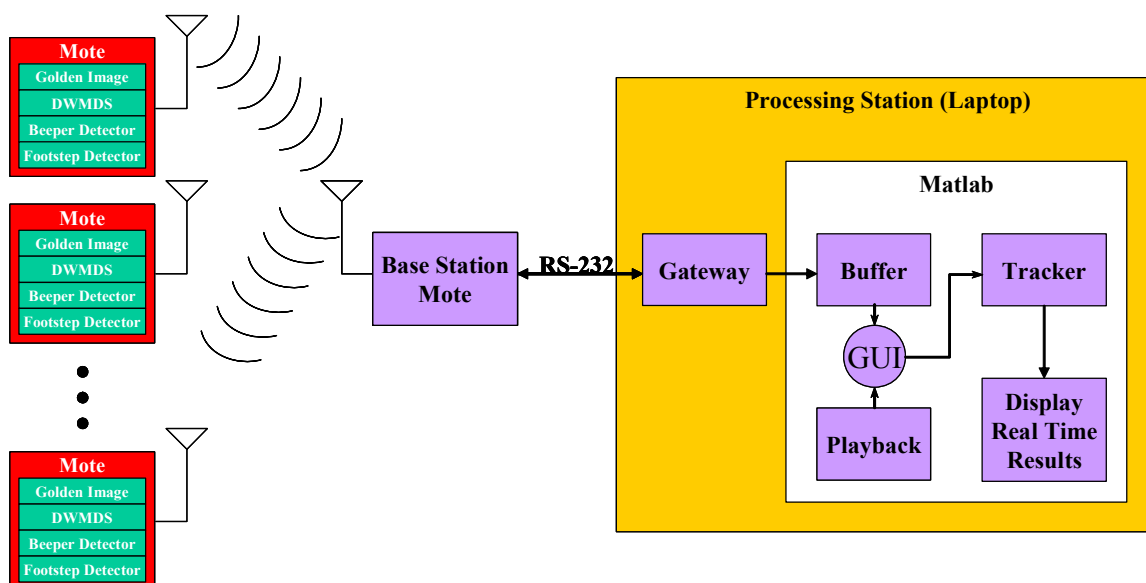 Mote
Golden Image
DWMDS
Beeper Detector
Footstep Detector
Mote
Golden Image
DWMDS
Beeper Detector
Footstep Detector
Mote
Golden Image
DWMDS
Beeper Detector
Footstep Detector
Base Station
Mote
RS-232
Processing Station (Laptop)
Gateway
Matlab
Buffer
Tracker
GUI
Playback
Display
Real Time
Results